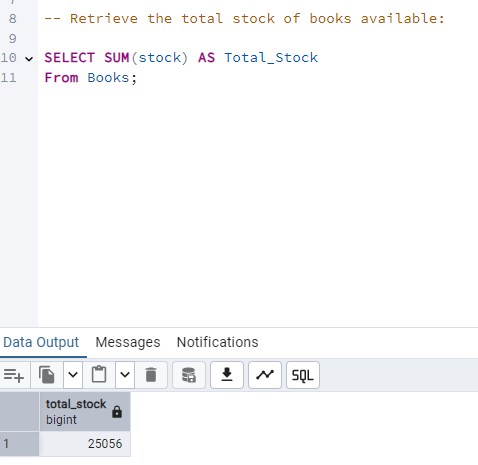 8 -- Retrieve the total stock of books available:
9
10 SELECT SUM(stock) AS Total_Stock
11 From Books;
Data Output Messages Notifications
SQL
total_stock
bigint
1 25056